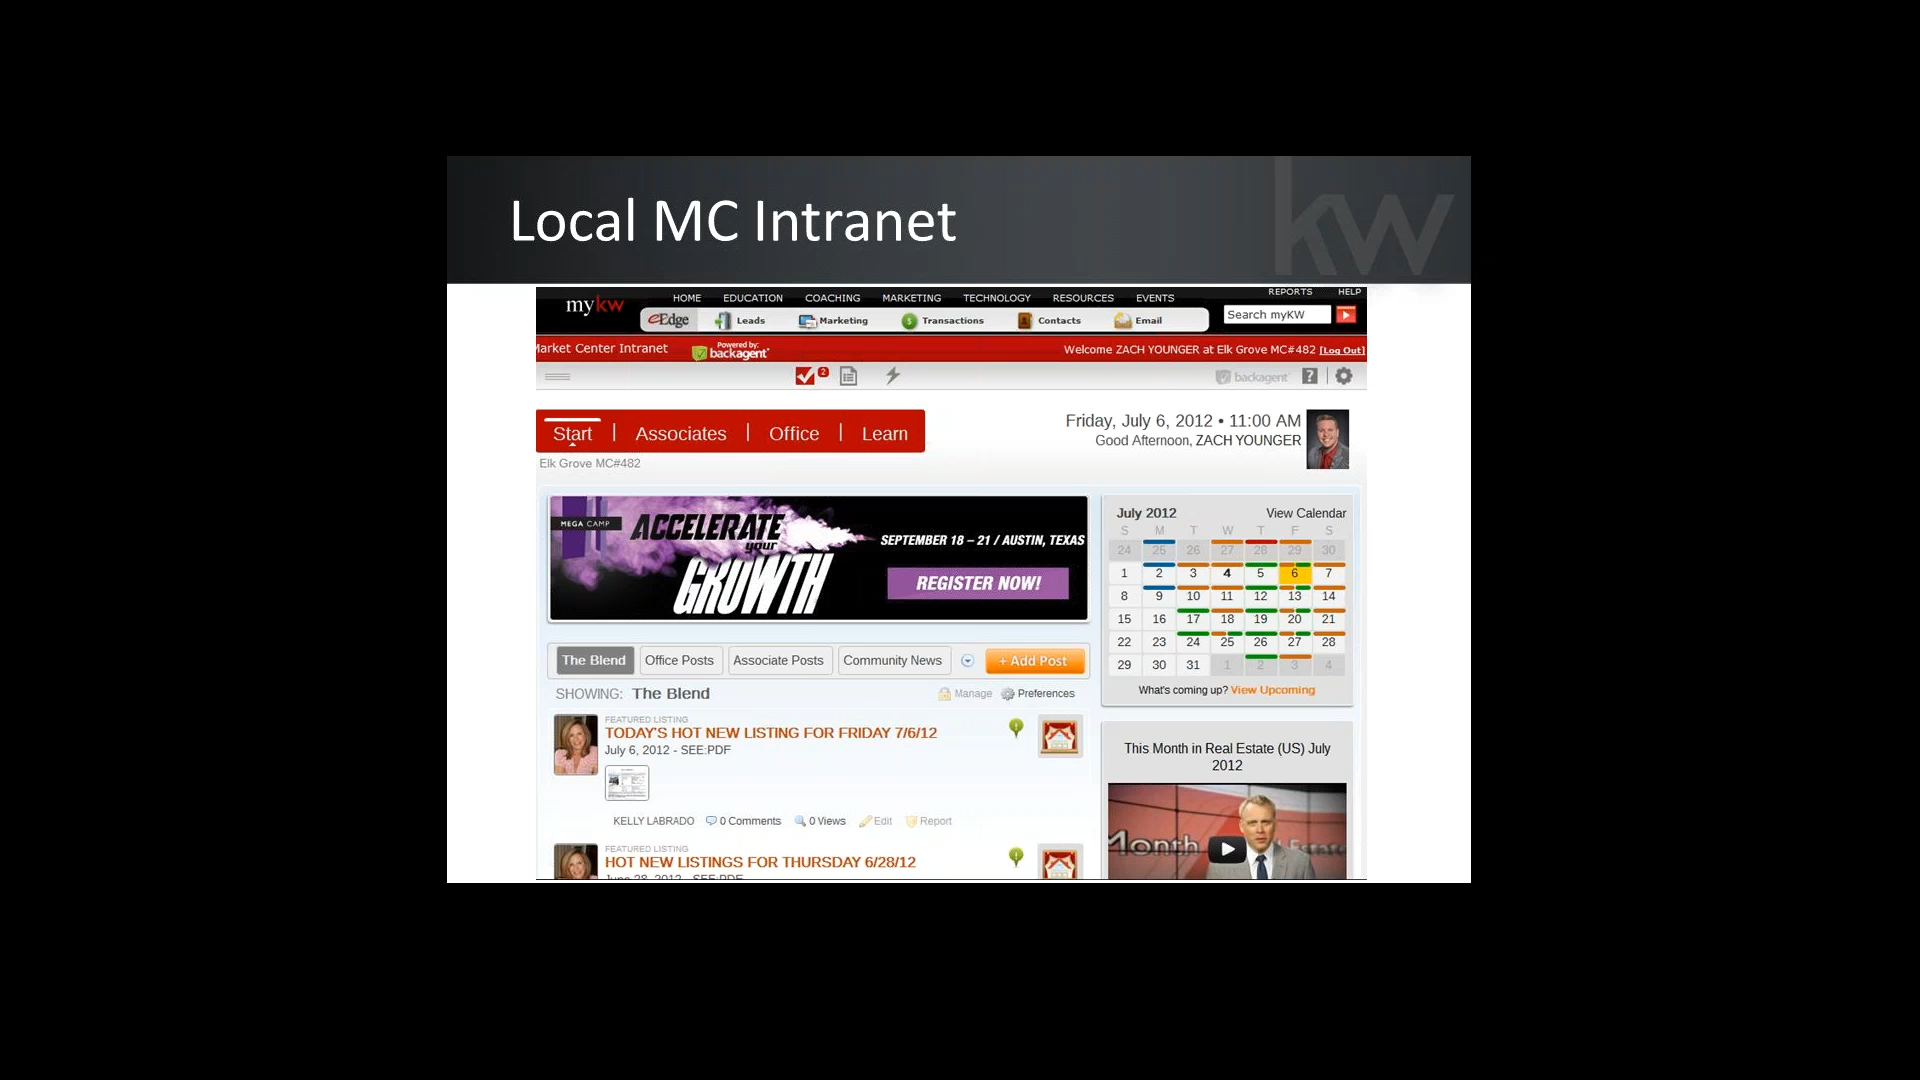 Local MC Intranet
kw
REPORTS HELP
mykw HOME EDUCATION COACHING MARKETING TECHNOLOGY RESOURCES EVENTS
eEdge Leads Marketing Transactions Contacts Email
Search myKW
arket Center Intranet
Powered by:
backagent
Welcome ZACH YOUNGER at Elk Grove MC#482 [Log Out]
2
backagent ?
Start | Associates | Office | Learn
Elk Grove MC#482
Friday, July 6, 2012 • 11:00 AM
Good Afternoon, ZACH YOUNGER
MEGA CAMP
ACCELERATE
your
GROWTH
SEPTEMBER 18 – 21 / AUSTIN, TEXAS
REGISTER NOW!
July 2012 View Calendar
S M T W T F S
24 25 26 27 28 29 30
1 2 3 4 5 6 7
8 9 10 11 12 13 14
15 16 17 18 19 20 21
22 23 24 25 26 27 28
29 30 31 1 2 3 4
What's coming up? View Upcoming
The Blend Office Posts Associate Posts Community News + Add Post
SHOWING: The Blend Manage Preferences
FEATURED LISTING
TODAY'S HOT NEW LISTING FOR FRIDAY 7/6/12
July 6, 2012 - SEE:PDF
KELLY LABRADO 0 Comments 0 Views Edit Report
FEATURED LISTING
HOT NEW LISTINGS FOR THURSDAY 6/28/12
June 28, 2012 - SEE:PDF
This Month in Real Estate (US) July
2012
Month Estate